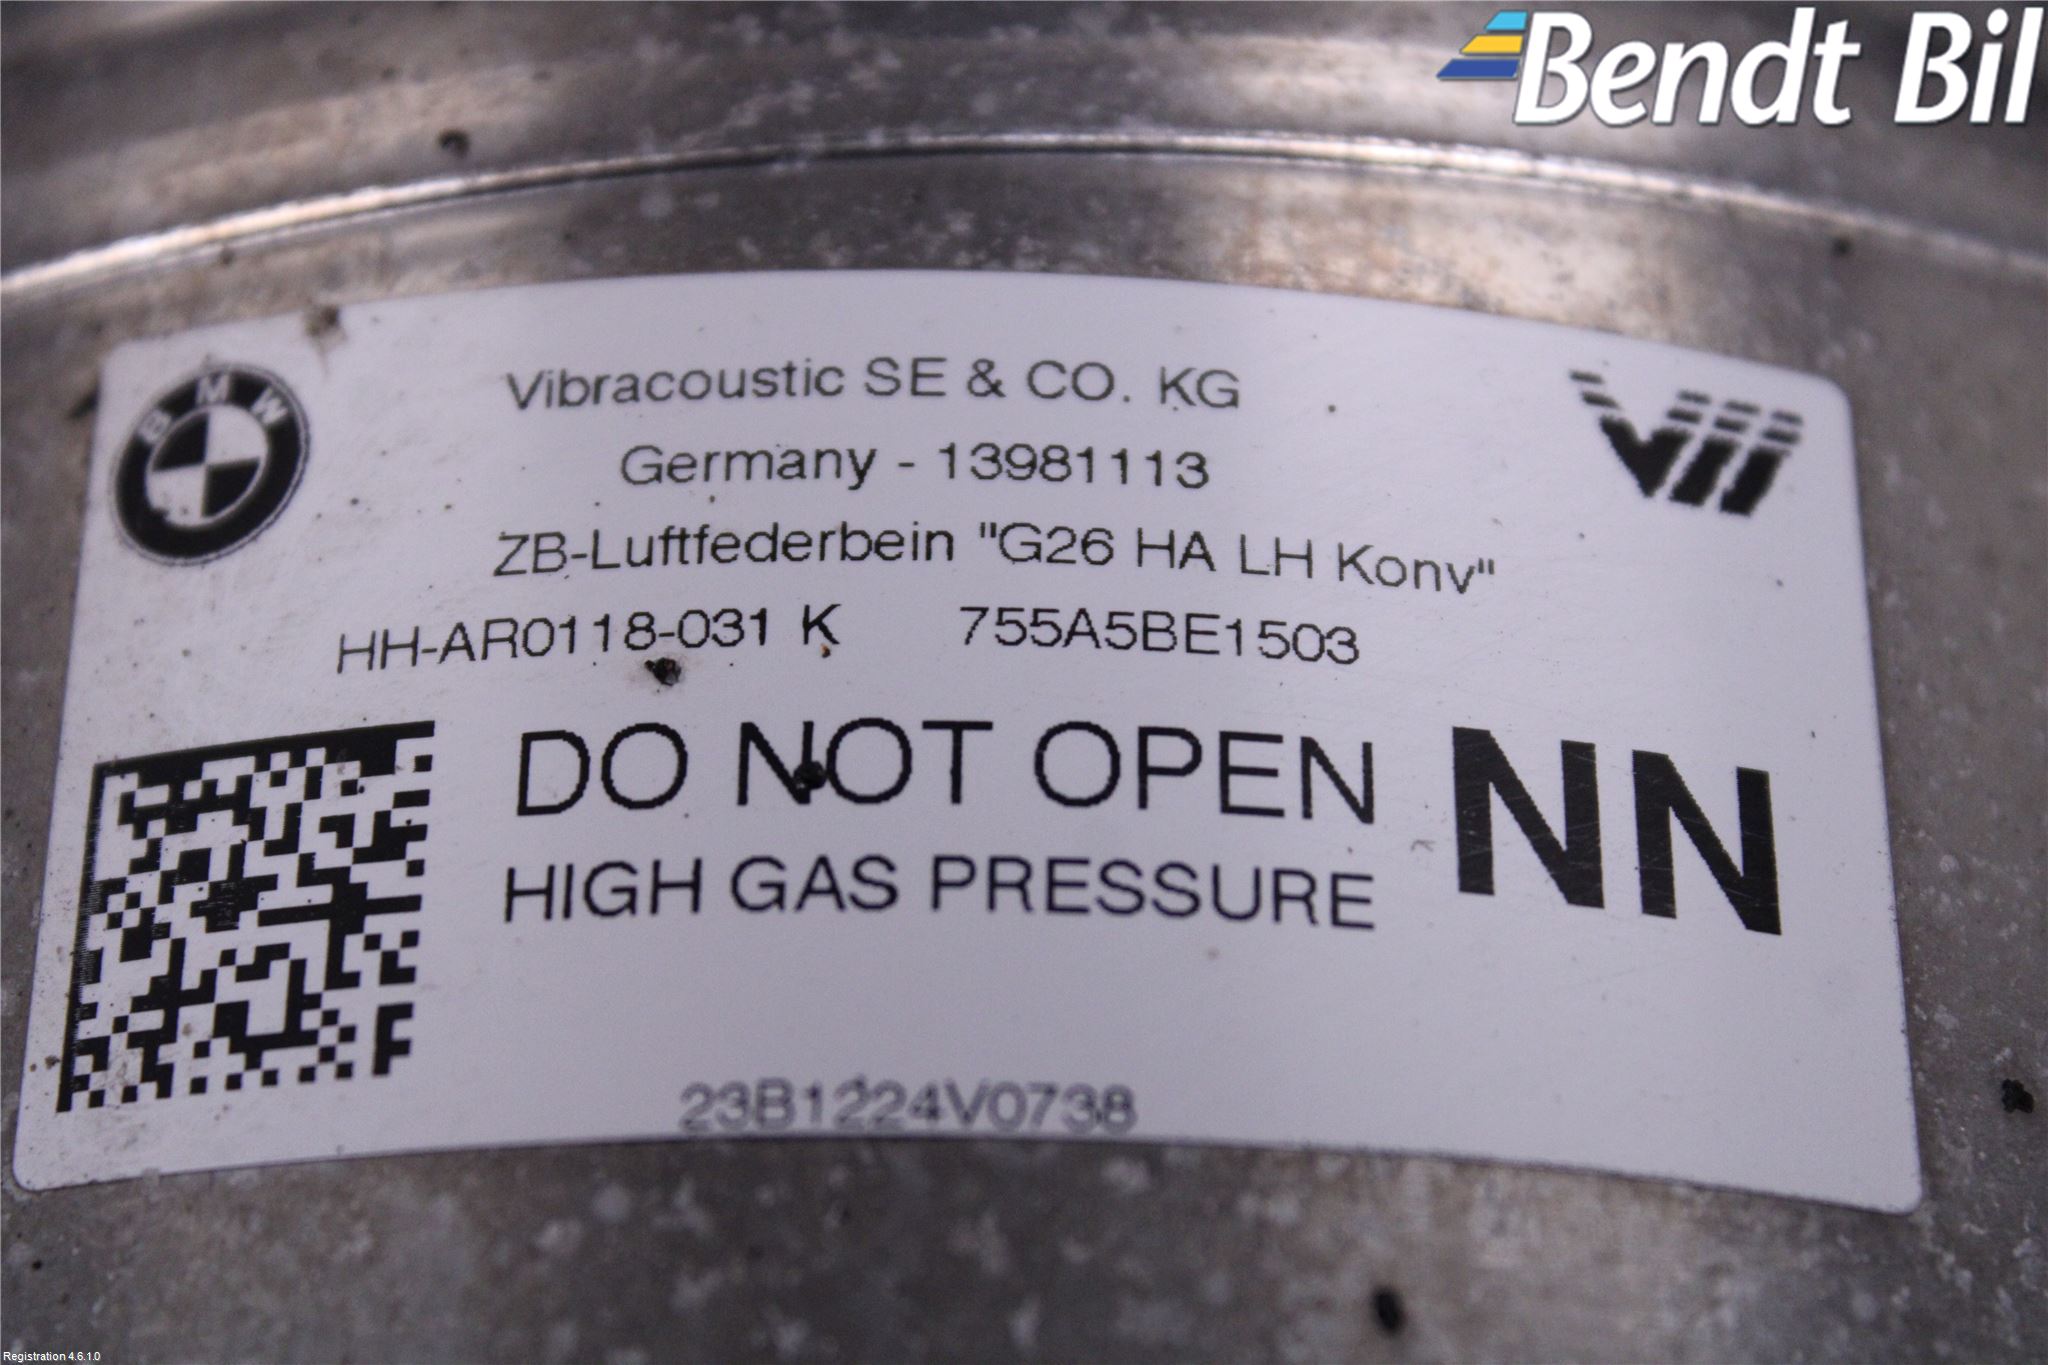 Bendt Bil
BMW
Vibracoustic SE & CO. KG
Germany - 13981113
ZB-Luftfederbein "G26 HA LH Konv"
HH-AR0118-031 K 755A5BE1503
DO NOT OPEN NN
HIGH GAS PRESSURE
23B1224V0738
Registration 4.6.1.0